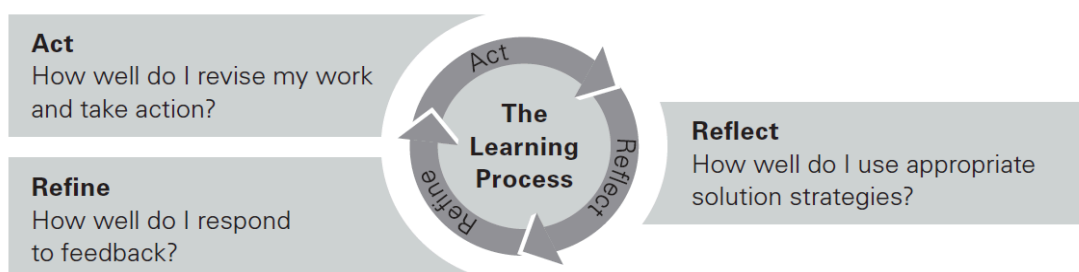 Act
How well do I revise my work
and take action?
Refine
How well do I respond
to feedback?
Act
Reflect
Refine
The
Learning
Process
Reflect
How well do I use appropriate
solution strategies?